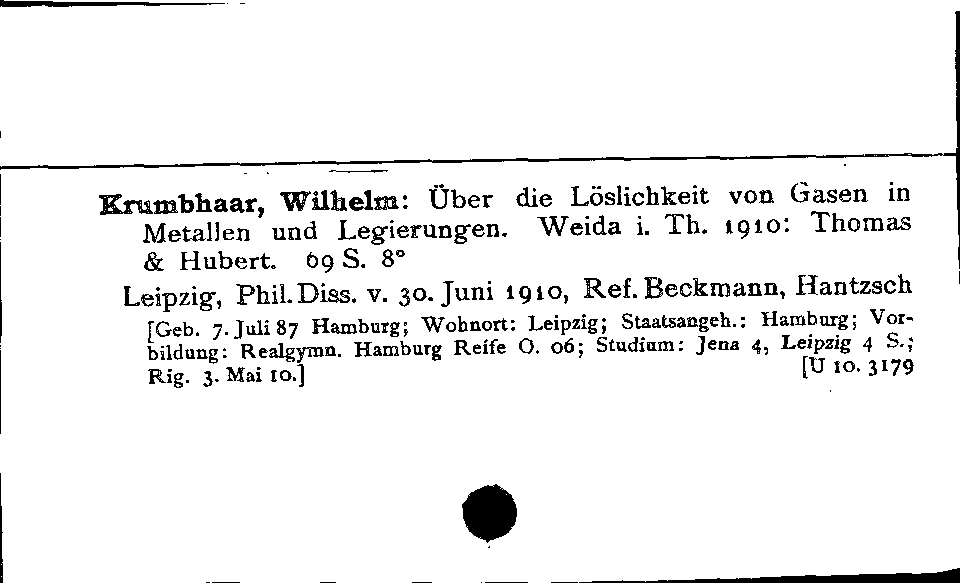 Krumbhaar, Wilhelm: Über die Löslichkeit von Gasen in
Metallen und Legierungen. Weida i. Th. 1910: Thomas
& Hubert. 69 S. 8°
Leipzig, Phil. Diss. v. 30. Juni 1910, Ref. Beckmann, Hantzsch
[Geb. 7. Juli 87 Hamburg; Wohnort: Leipzig; Staatsangeh.: Hamburg; Vor-
bildung: Realgymn. Hamburg Reife O. 06; Studium: Jena 4, Leipzig 4 S.;
Rig. 3. Mai 10.] [U 10. 3179